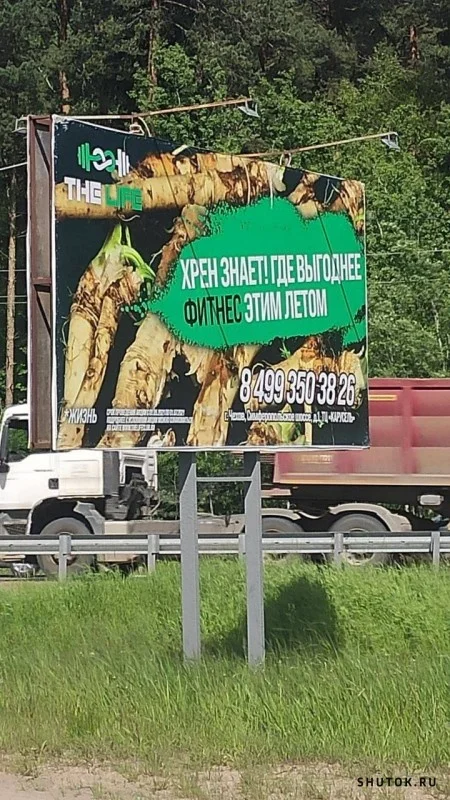 THE LIFE
ХРЕН ЗНАЕТ! ГДЕ ВЫГОДНЕЕ
ФИТНЕС ЭТИМ ЛЕТОМ
8 499 350 38 26
#ЖИЗНЬ
г. Чехов, Симферопольское шоссе, д.1, ТЦ «КАРУСЕЛЬ»
SHUTOK.RU